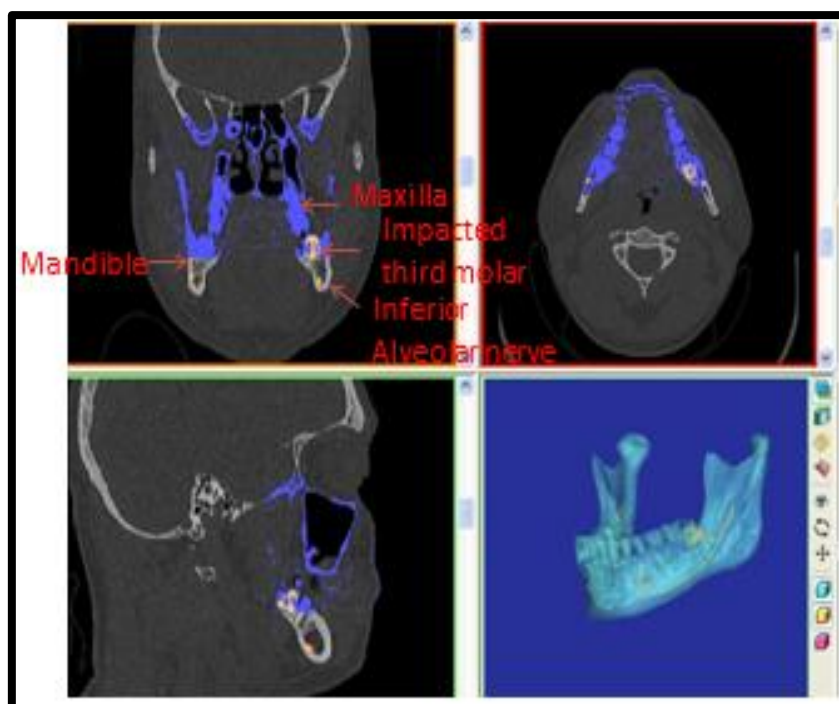 Maxilla
Impacted
third molar
Mandible
Inferior
Alveolar nerve